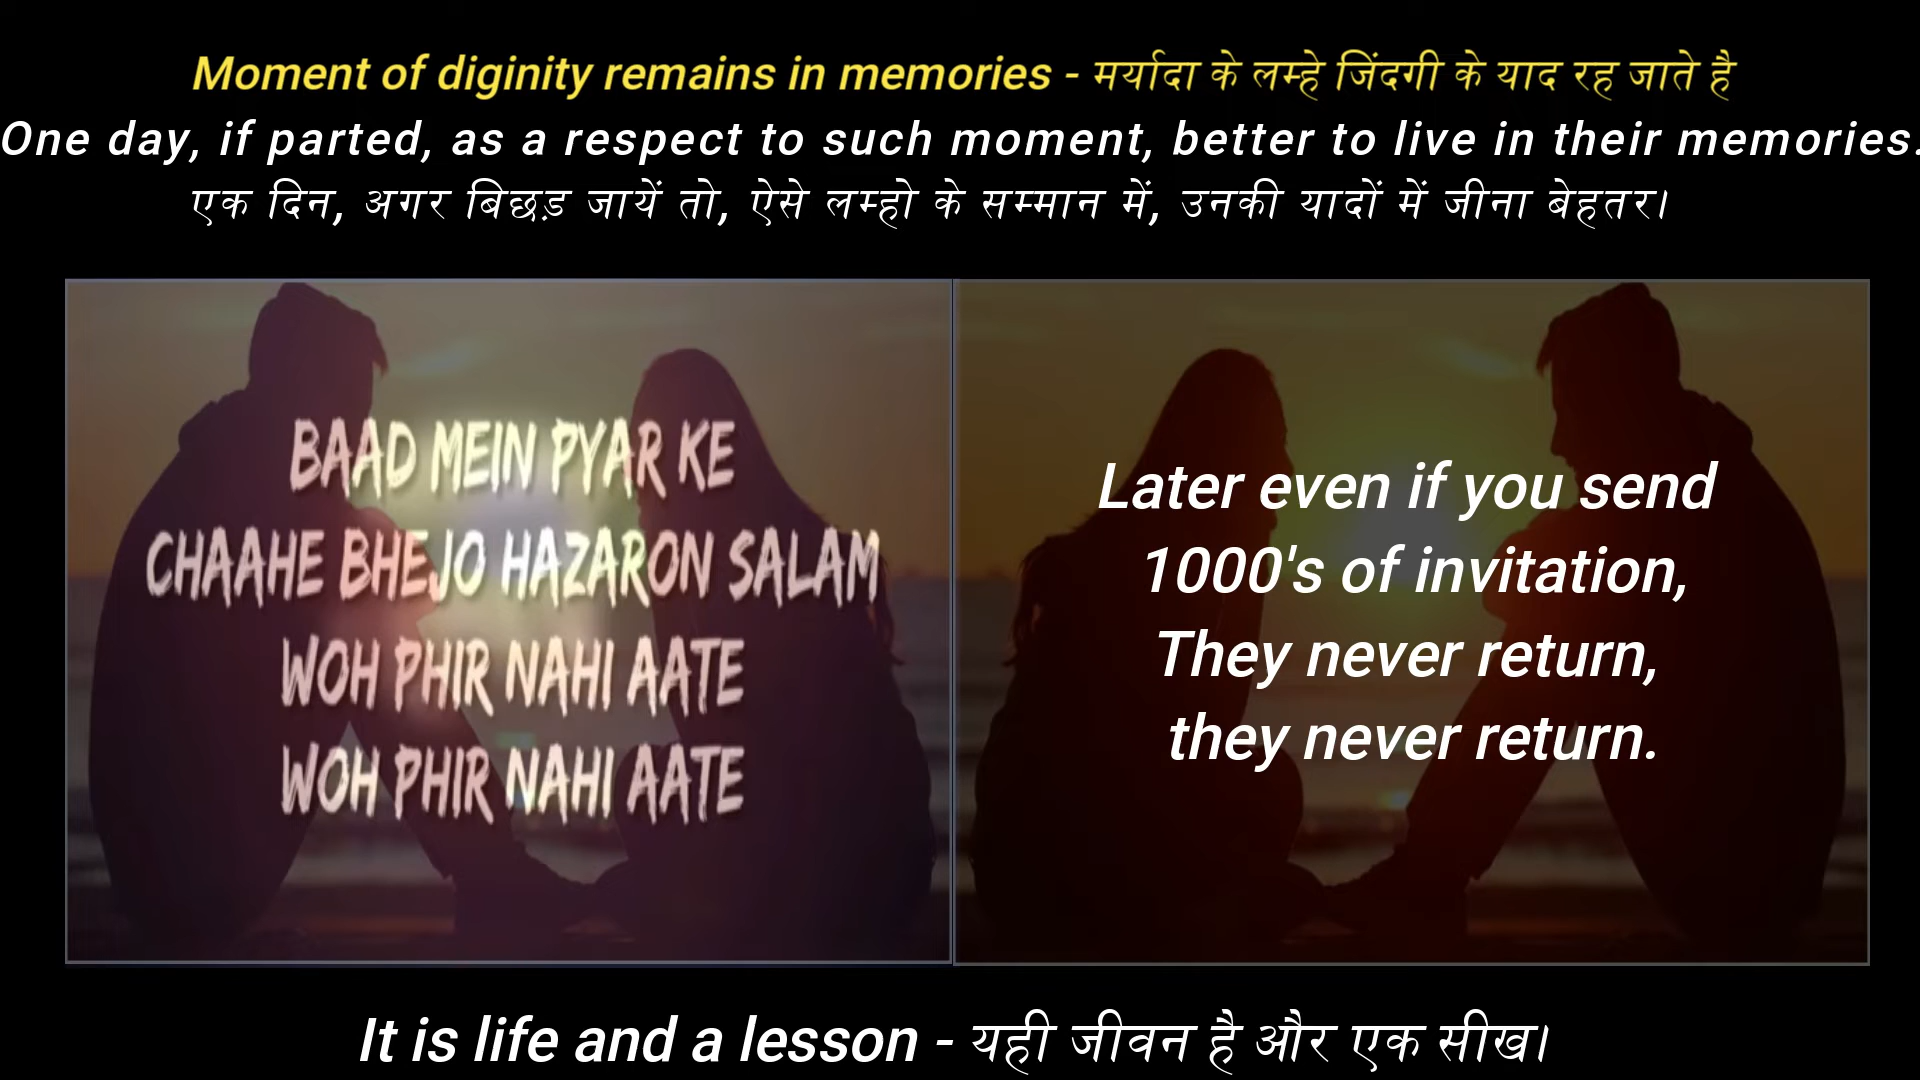 Moment of diginity remains in memories - मर्यादा के लम्हे जिंदगी के याद रह जाते है
One day, if parted, as a respect to such moment, better to live in their memories.
एक दिन, अगर बिछड़ जायें तो, ऐसे लम्हो के सम्मान में, उनकी यादों में जीना बेहतर।
BAAD MEIN PYAR KE
CHAAHE BHEJO HAZARON SALAM
WOH PHIR NAHI AATE
WOH PHIR NAHI AATE
Later even if you send
1000's of invitation,
They never return,
they never return.
It is life and a lesson - यही जीवन है और एक सीख।